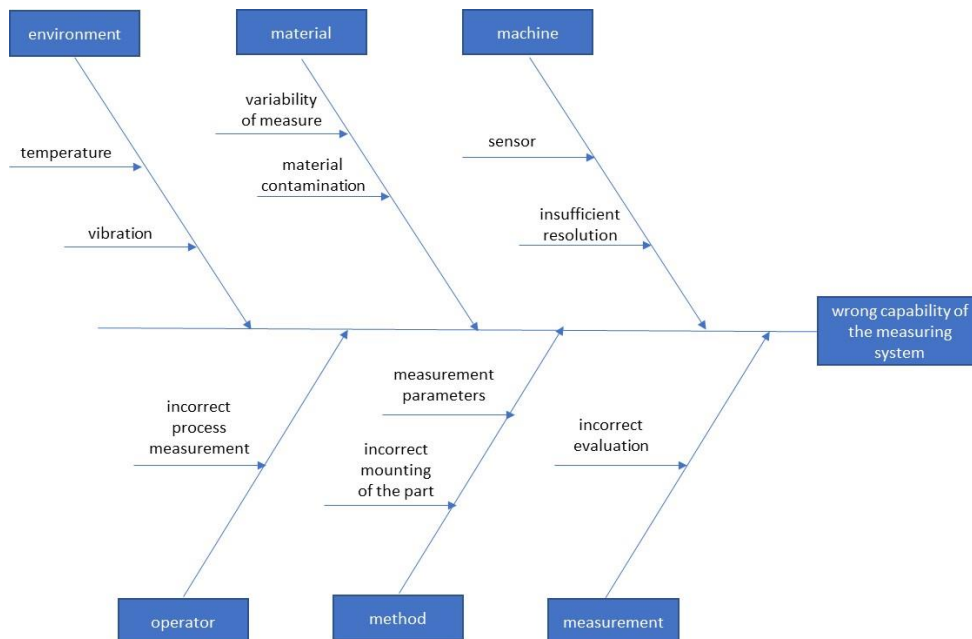 environment
material
machine
variability
of measure
sensor
temperature
material
contamination
insufficient
resolution
vibration
wrong capability of
the measuring
system
measurement
parameters
incorrect
process
measurement
incorrect
evaluation
incorrect
mounting
of the part
operator
method
measurement